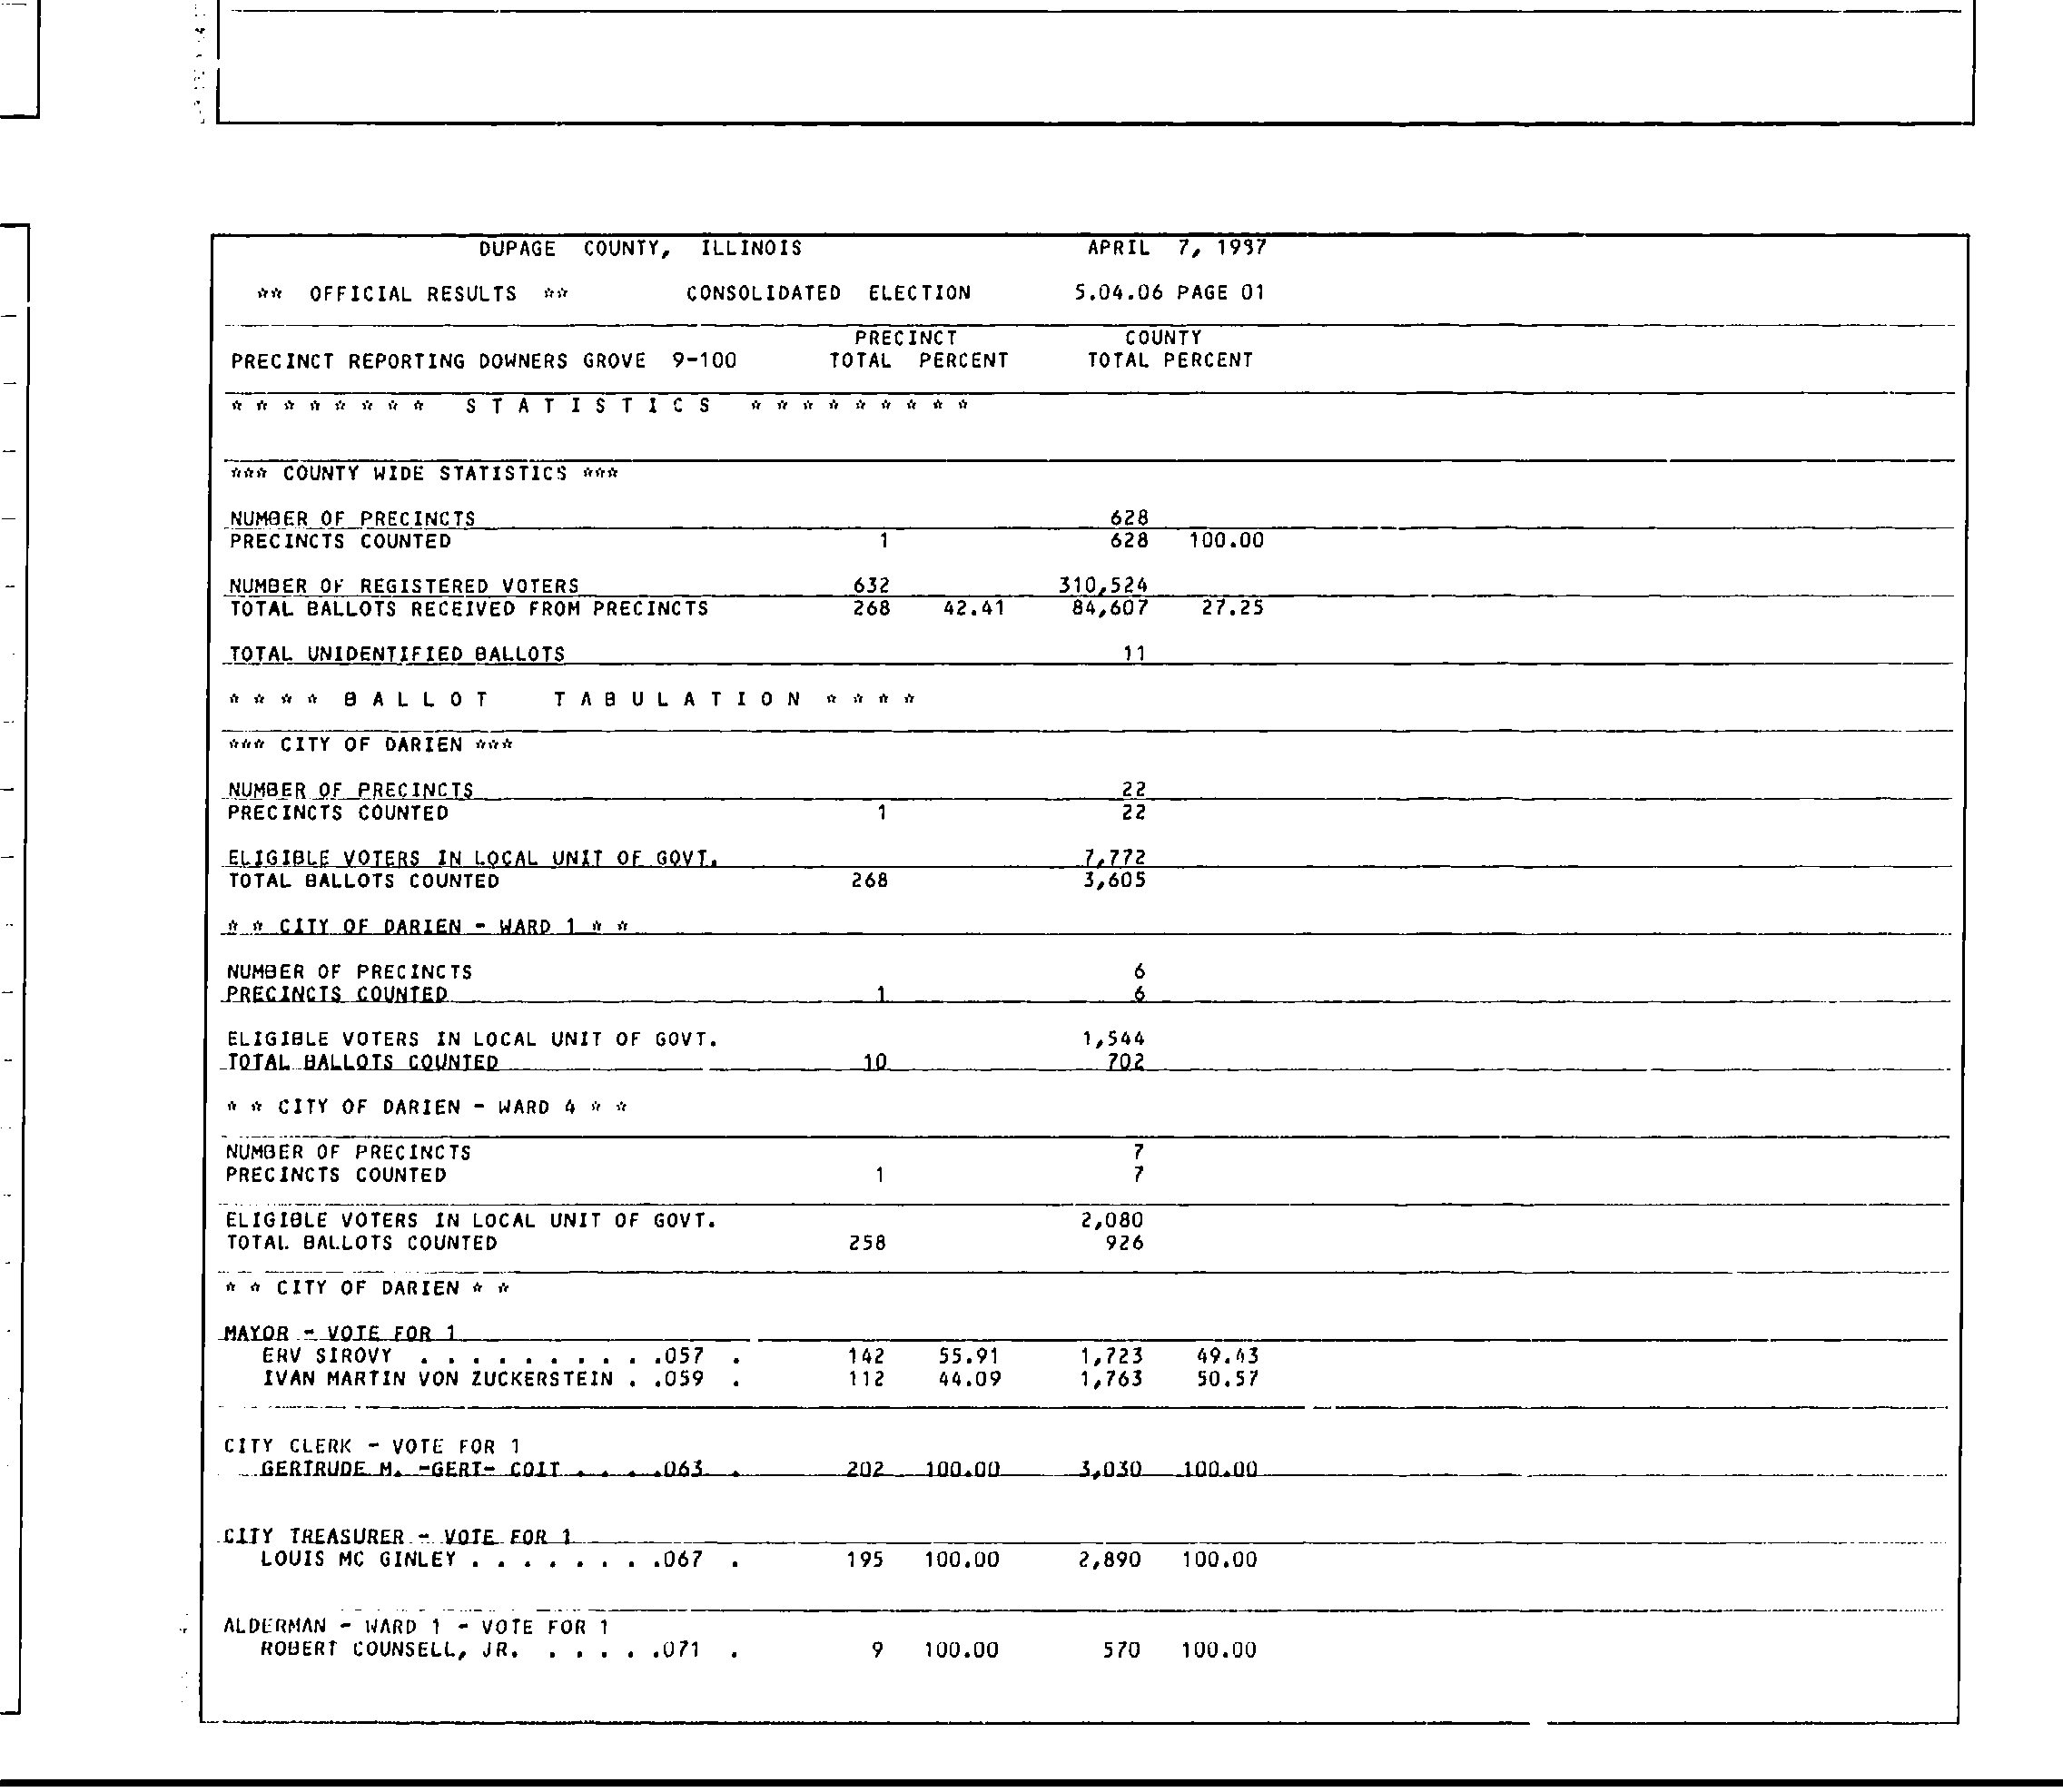 DUPAGE COUNTY, ILLINOIS APRIL 7, 1987
** OFFICIAL RESULTS ** CONSOLIDATED ELECTION 5.04.06 PAGE 01
PRECINCT COUNTY
PRECINCT REPORTING DOWNERS GROVE 9-100 TOTAL PERCENT TOTAL PERCENT
* * * * * * * * S T A T I S T I C S * * * * * * * * *
*** COUNTY WIDE STATISTICS ***
NUMBER OF PRECINCTS 628
PRECINCTS COUNTED 1 628 100.00
NUMBER OF REGISTERED VOTERS 632 310,524
TOTAL BALLOTS RECEIVED FROM PRECINCTS 268 42.41 84,607 27.25
TOTAL UNIDENTIFIED BALLOTS 11
* * * * B A L L O T T A B U L A T I O N * * * *
*** CITY OF DARIEN ***
NUMBER OF PRECINCTS 22
PRECINCTS COUNTED 1 22
ELIGIBLE VOTERS IN LOCAL UNIT OF GOVT. 7,772
TOTAL BALLOTS COUNTED 268 3,605
* * CITY OF DARIEN - WARD 1 * *
NUMBER OF PRECINCTS 6
PRECINCTS COUNTED 1 6
ELIGIBLE VOTERS IN LOCAL UNIT OF GOVT. 1,544
TOTAL BALLOTS COUNTED 10 702
* * CITY OF DARIEN - WARD 4 * *
NUMBER OF PRECINCTS 7
PRECINCTS COUNTED 1 7
ELIGIBLE VOTERS IN LOCAL UNIT OF GOVT. 2,080
TOTAL BALLOTS COUNTED 258 926
* * CITY OF DARIEN * *
MAYOR - VOTE FOR 1
ERV SIROVY . . . . . . . . . .057 . 142 55.91 1,723 49.43
IVAN MARTIN VON ZUCKERSTEIN . .059 . 112 44.09 1,763 50.57
CITY CLERK - VOTE FOR 1
GERTRUDE M. -GERT- COIT . . . .063 . 202 100.00 3,030 100.00
CITY TREASURER - VOTE FOR 1
LOUIS MC GINLEY . . . . . . . .067 . 195 100.00 2,890 100.00
ALDERMAN - WARD 1 - VOTE FOR 1
ROBERT COUNSELL, JR. . . . . .071 . 9 100.00 570 100.00